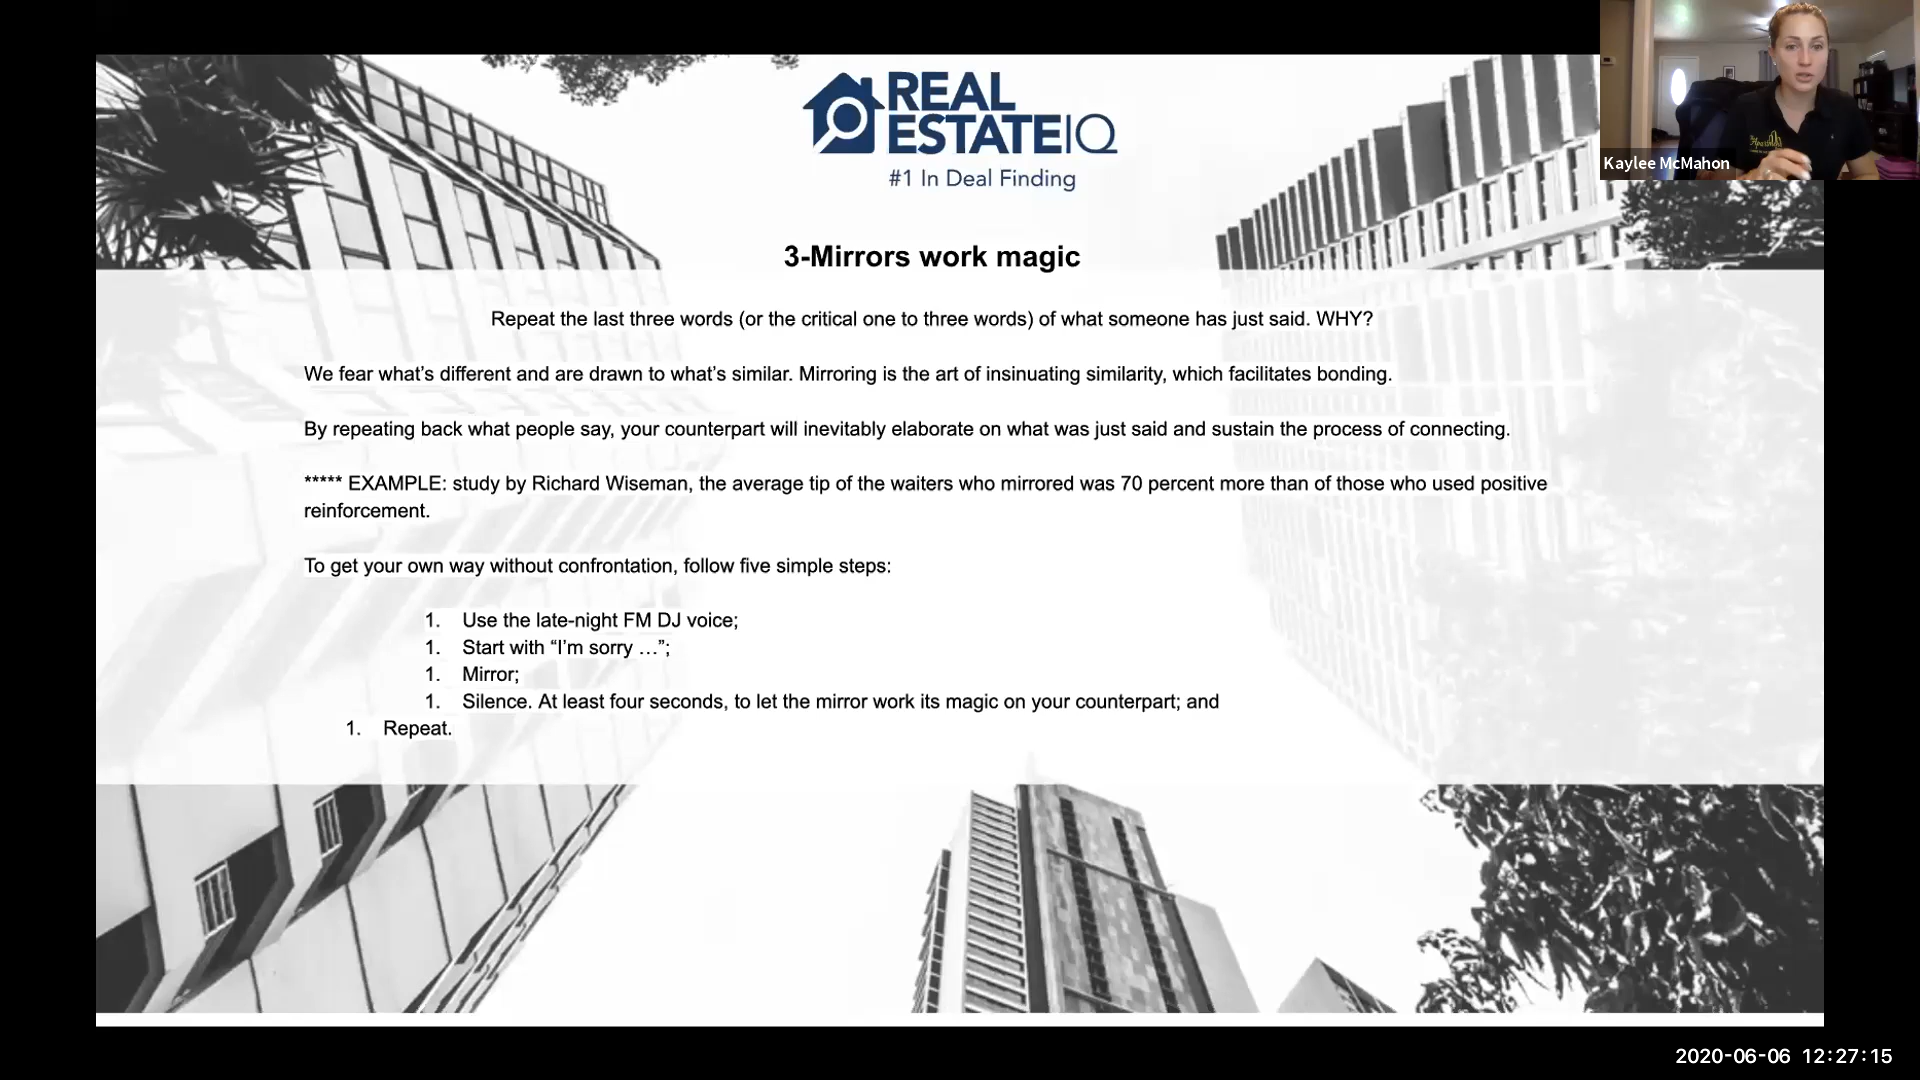 REAL
ESTATEIQ
#1 In Deal Finding
Kaylee McMahon
3-Mirrors work magic
Repeat the last three words (or the critical one to three words) of what someone has just said. WHY?
We fear what’s different and are drawn to what’s similar. Mirroring is the art of insinuating similarity, which facilitates bonding.
By repeating back what people say, your counterpart will inevitably elaborate on what was just said and sustain the process of connecting.
***** EXAMPLE: study by Richard Wiseman, the average tip of the waiters who mirrored was 70 percent more than of those who used positive
reinforcement.
To get your own way without confrontation, follow five simple steps:
1. Use the late-night FM DJ voice;
1. Start with “I’m sorry …”;
1. Mirror;
1. Silence. At least four seconds, to let the mirror work its magic on your counterpart; and
1. Repeat.
2020-06-06 12:27:15